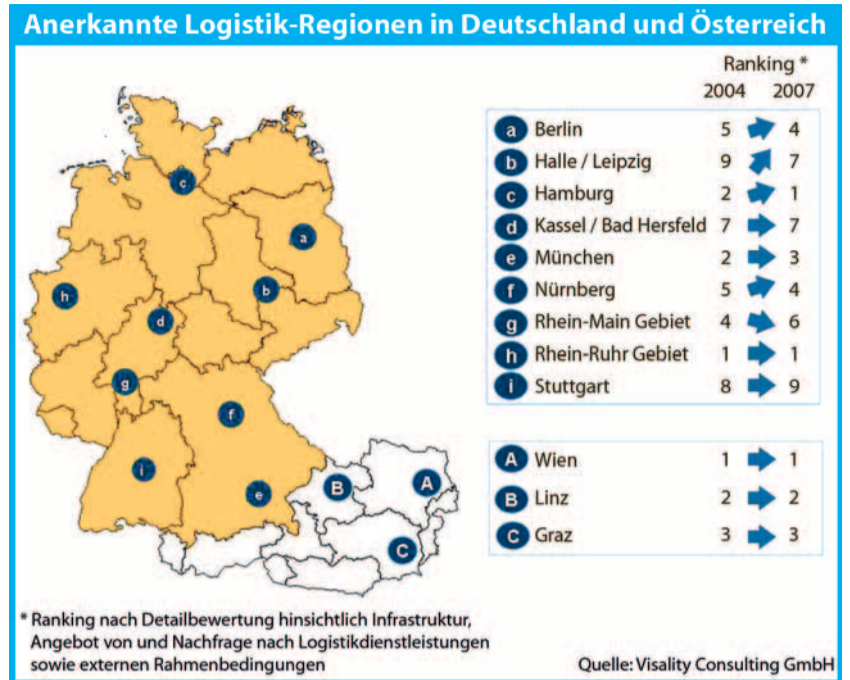 Anerkannte Logistik-Regionen in Deutschland und Österreich
Ranking *
2004 2007
a Berlin 5 4
b Halle / Leipzig 9 7
c Hamburg 2 1
d Kassel / Bad Hersfeld 7 7
e München 2 3
f Nürnberg 5 4
g Rhein-Main Gebiet 4 6
h Rhein-Ruhr Gebiet 1 1
i Stuttgart 8 9
A Wien 1 1
B Linz 2 2
C Graz 3 3
c
a
h
b
d
g
f
i
e
B
A
C
* Ranking nach Detailbewertung hinsichtlich Infrastruktur,
Angebot von und Nachfrage nach Logistikdienstleistungen
sowie externen Rahmenbedingungen
Quelle: Visality Consulting GmbH